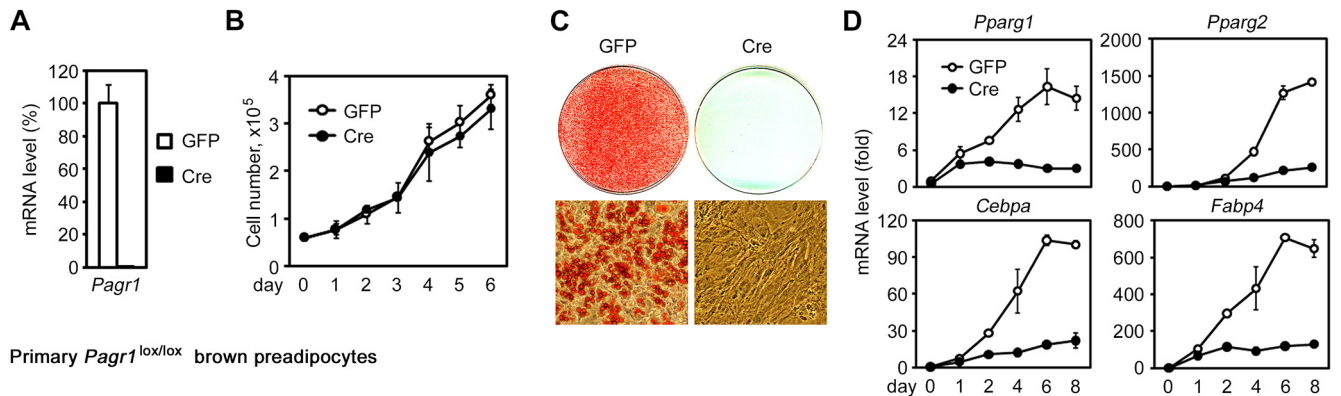 A
mRNA level (%)
120
100
80
60
40
20
0
Pagr1
GFP
Cre
B
Cell number, x10⁵
4
3
2
1
0
GFP
Cre
day 0 1 2 3 4 5 6
Primary Pagr1 lox/lox brown preadipocytes
C
GFP Cre
D
mRNA level (fold)
Pparg1
24
18
12
6
0
GFP
Cre
Pparg2
2000
1500
1000
500
0
Cebpa
120
90
60
30
0
day 0 1 2 4 6 8
Fabp4
800
600
400
200
0
0 1 2 4 6 8